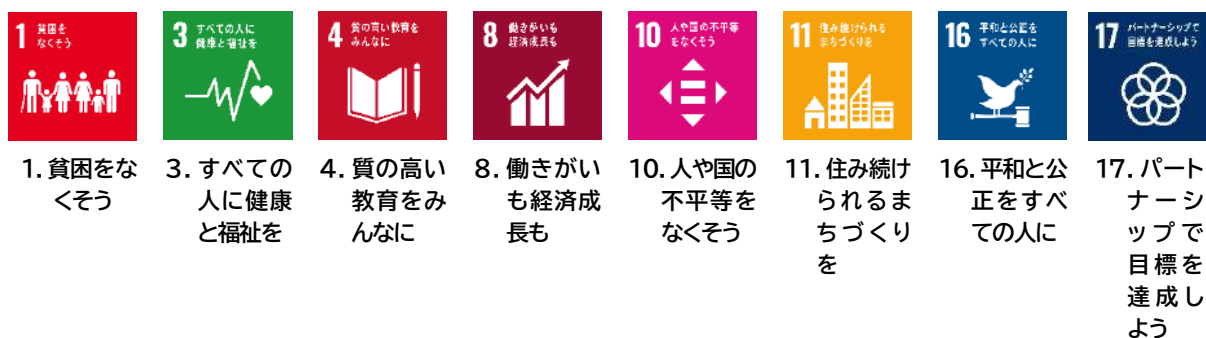 1 貧困を
なくそう
3 すべての人に
健康と福祉を
4 質の高い教育を
みんなに
8 働きがいも
経済成長も
10 人や国の不平等
をなくそう
11 住み続けられる
まちづくりを
16 平和と公正を
すべての人に
17 パートナーシップで
目標を達成しよう
1. 貧困をな
くそう
3. すべての
人に健康
と福祉を
4. 質の高い
教育をみ
んなに
8. 働きがい
も経済成
長も
10. 人や国の
不平等を
なくそう
11. 住み続け
られるま
ちづくり
を
16. 平和と公
正をすべ
ての人に
17. パート
ナーシ
ップで
目標を
達成し
よう